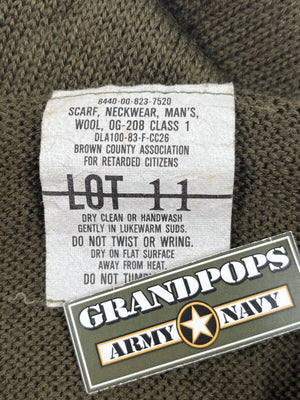 8440-00-823-7520
SCARF, NECKWEAR, MAN'S,
WOOL, OG-208 CLASS 1
DLA100-83-F-CC26
BROWN COUNTY ASSOCIATION
FOR RETARDED CITIZENS
LOT 11
DRY CLEAN OR HANDWASH
GENTLY IN LUKEWARM SUDS.
DO NOT TWIST OR WRING.
DRY ON FLAT SURFACE
AWAY FROM HEAT.
DO NOT
GRANDPOPS
ARMY NAVY